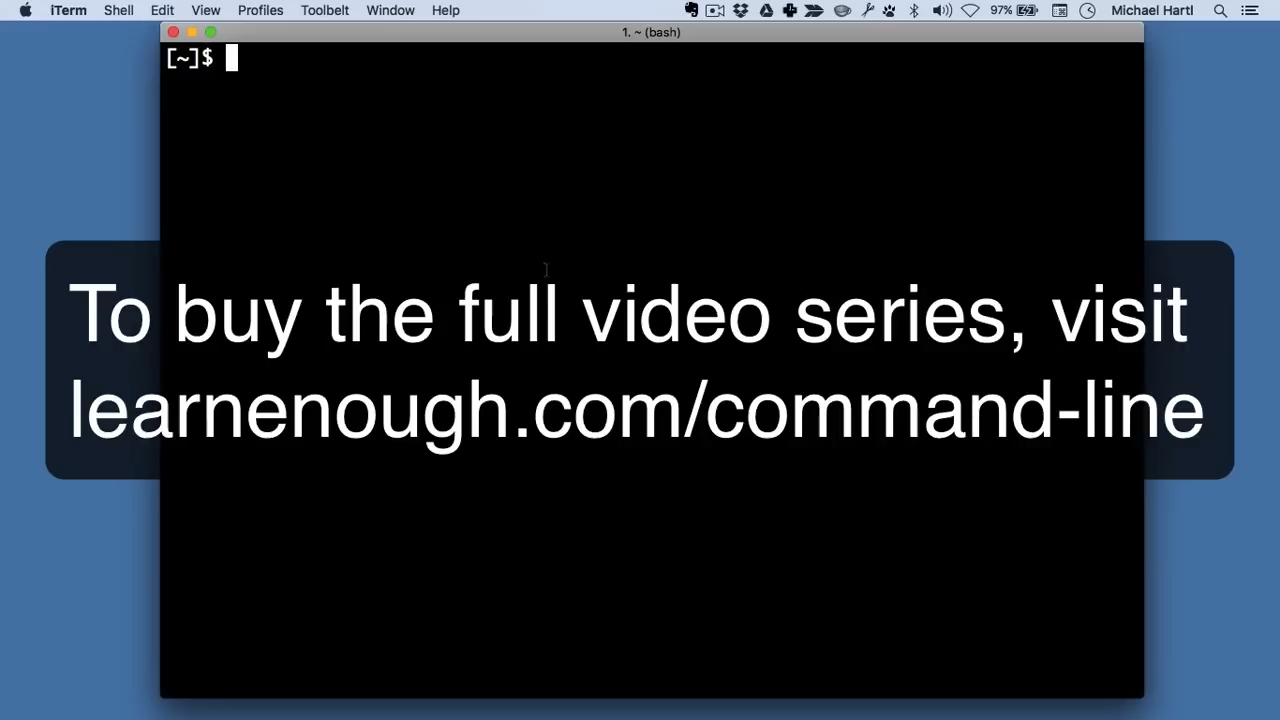 iTerm Shell Edit View Profiles Toolbelt Window Help 97% Michael Hartl
1. ~ (bash)
[~]$
To buy the full video series, visit
learnenough.com/command-line